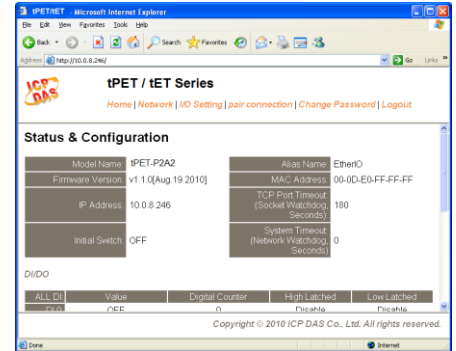 tPET/tET - Microsoft Internet Explorer
File Edit View Favorites Tools Help
Back Search Favorites
Address http://10.0.8.246/ Go Links »
ICP DAS
tPET / tET Series
Home | Network | I/O Setting | pair connection | Change Password | Logout
Status & Configuration
Model Name: tPET-P2A2 Alias Name: EtherIO
Firmware Version: v1.1.0[Aug.19 2010] MAC Address: 00-0D-E0-FF-FF-FF
IP Address: 10.0.8.246 TCP Port Timeout (Socket Watchdog, Seconds): 180
Initial Switch: OFF System Timeout (Network Watchdog, Seconds) 0
DI/DO
ALL DI: Value Digital Counter High Latched Low Latched
DI0: OFF 0 Disable Disable
Copyright © 2010 ICP DAS Co., Ltd. All rights reserved.
Done Internet